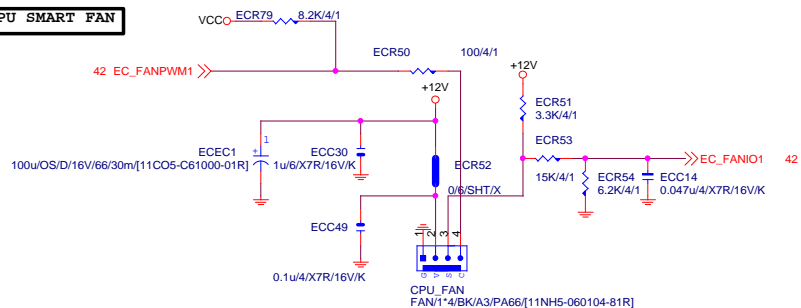 PU SMART FAN
VCC
ECR79
8.2K/4/1
ECR50
100/4/1
42 EC_FANPWM1
+12V
+12V
ECR51
3.3K/4/1
ECEC1
1
+
100u/OS/D/16V/66/30m/[11CO5-C61000-01R]
ECC30
1u/6/X7R/16V/K
ECR52
0/6/SHT/X
ECR53
15K/4/1
EC_FANIO1 42
ECR54
6.2K/4/1
ECC14
0.047u/4/X7R/16V/K
ECC49
0.1u/4/X7R/16V/K
1 2 3 4
G V S C
CPU_FAN
FAN/1*4/BK/A3/PA66/[11NH5-060104-81R]